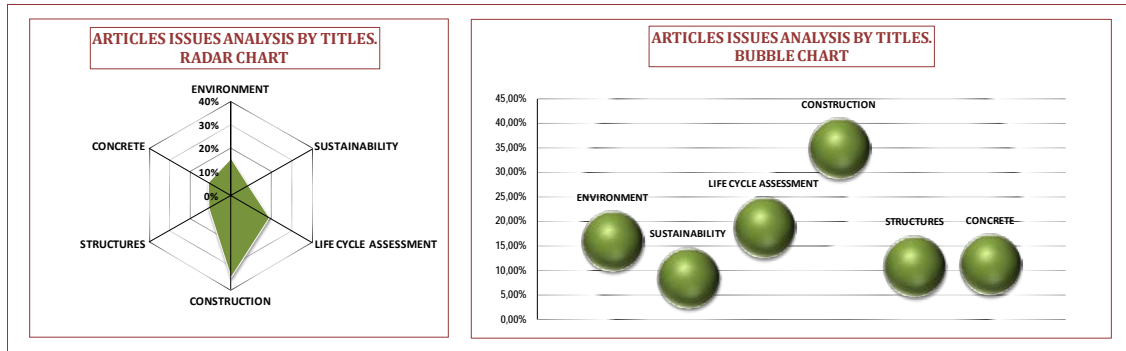 ARTICLES ISSUES ANALYSIS BY TITLES.
RADAR CHART
ENVIRONMENT
40%
30%
20%
10%
0%
SUSTAINABILITY
LIFE CYCLE ASSESSMENT
CONSTRUCTION
STRUCTURES
CONCRETE
ARTICLES ISSUES ANALYSIS BY TITLES.
BUBBLE CHART
45,00%
40,00%
35,00%
30,00%
25,00%
20,00%
15,00%
10,00%
5,00%
0,00%
ENVIRONMENT
SUSTAINABILITY
LIFE CYCLE ASSESSMENT
CONSTRUCTION
STRUCTURES
CONCRETE